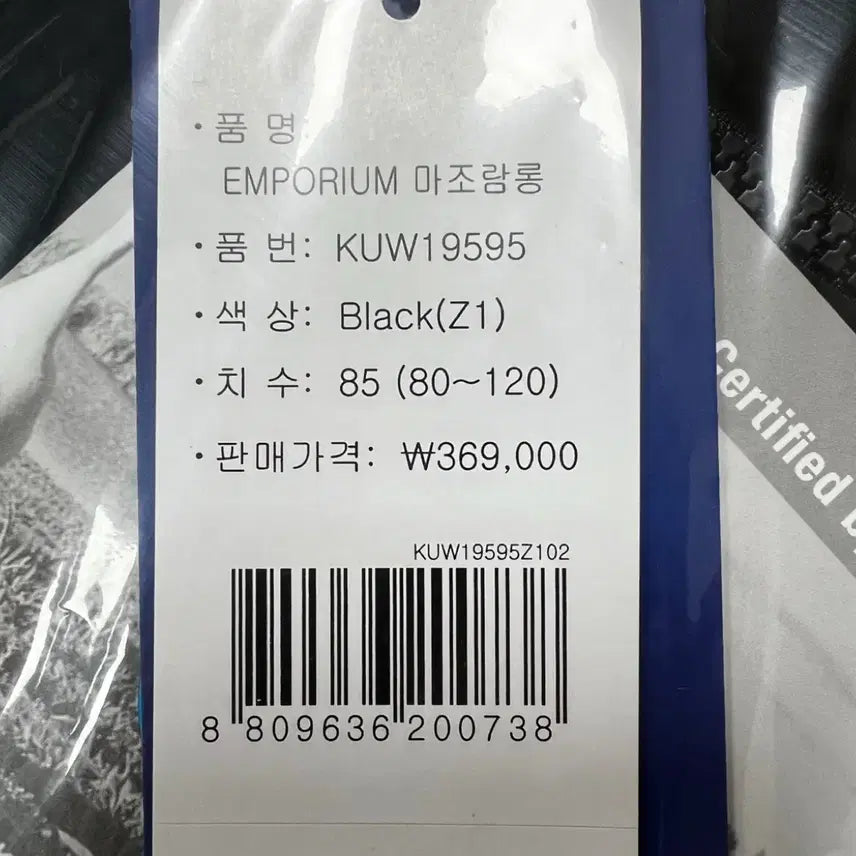 · 품 명
EMPORIUM 마조람롱
· 품 번: KUW19595
· 색 상: Black(Z1)
· 치 수: 85 (80~120)
· 판매가격: ₩369,000
KUW19595Z102
8 809636 200738
Certified by